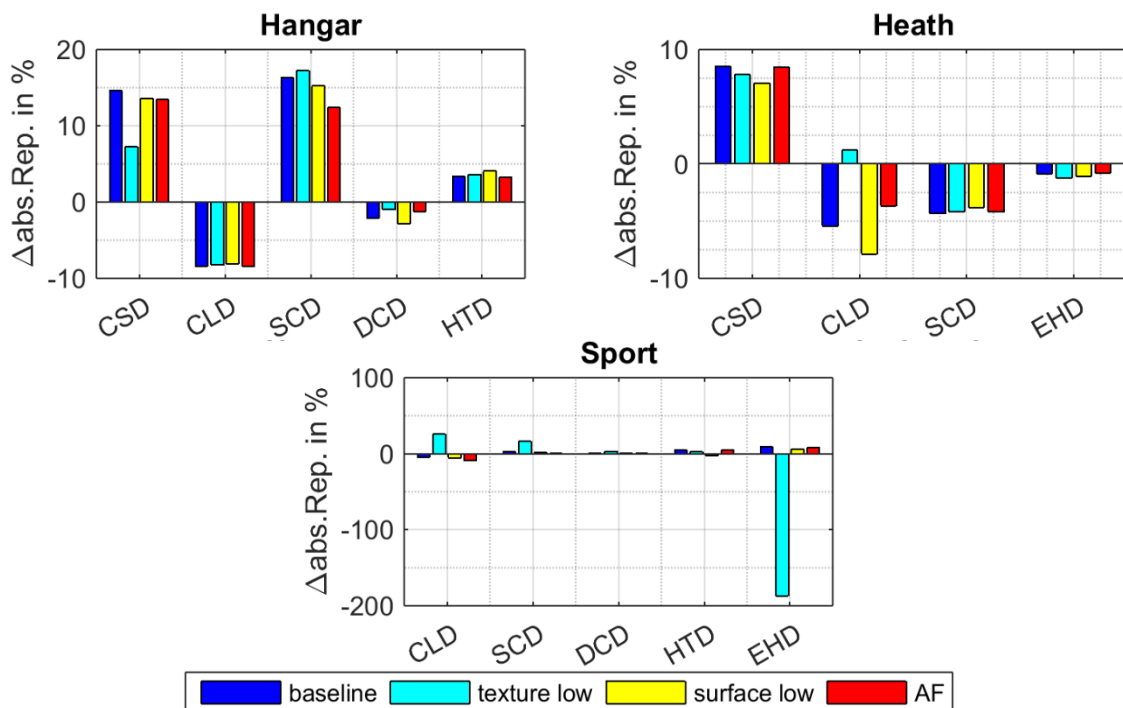 Hangar
Δabs.Rep. in %
20
10
0
-10
CSD CLD SCD DCD HTD
Heath
Δabs.Rep. in %
10
0
-10
CSD CLD SCD EHD
Sport
Δabs.Rep. in %
100
0
-100
-200
CLD SCD DCD HTD EHD
baseline texture low surface low AF